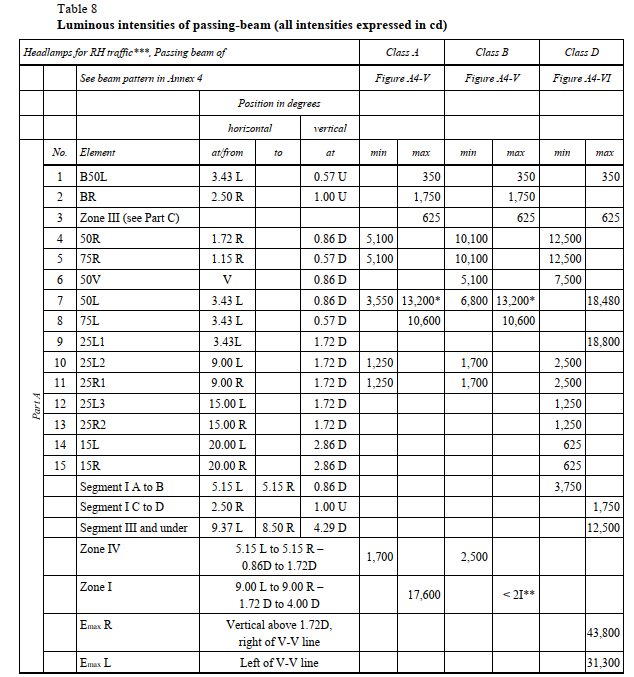 Table 8
Luminous intensities of passing-beam (all intensities expressed in cd)
Headlamps for RH traffic***, Passing beam of Class A Class B Class D
See beam pattern in Annex 4 Figure A4-V Figure A4-V Figure A4-VI
Position in degrees
horizontal vertical
No. Element at/from to at min max min max min max
1 B50L 3.43 L 0.57 U 350 350 350
2 BR 2.50 R 1.00 U 1,750 1,750
3 Zone III (see Part C) 625 625 625
4 50R 1.72 R 0.86 D 5,100 10,100 12,500
5 75R 1.15 R 0.57 D 5,100 10,100 12,500
6 50V V 0.86 D 5,100 7,500
7 50L 3.43 L 0.86 D 3,550 13,200* 6,800 13,200* 18,480
8 75L 3.43 L 0.57 D 10,600 10,600
9 25L1 3.43L 1.72 D 18,800
10 25L2 9.00 L 1.72 D 1,250 1,700 2,500
11 25R1 9.00 R 1.72 D 1,250 1,700 2,500
12 25L3 15.00 L 1.72 D 1,250
13 25R2 15.00 R 1.72 D 1,250
14 15L 20.00 L 2.86 D 625
15 15R 20.00 R 2.86 D 625
Segment I A to B 5.15 L 5.15 R 0.86 D 3,750
Segment I C to D 2.50 R 1.00 U 1,750
Segment III and under 9.37 L 8.50 R 4.29 D 12,500
Zone IV 5.15 L to 5.15 R –
0.86D to 1.72D 1,700 2,500
Zone I 9.00 L to 9.00 R –
1.72 D to 4.00 D 17,600 < 2I**
Emax R Vertical above 1.72D,
right of V-V line 43,800
Emax L Left of V-V line 31,300
Part A